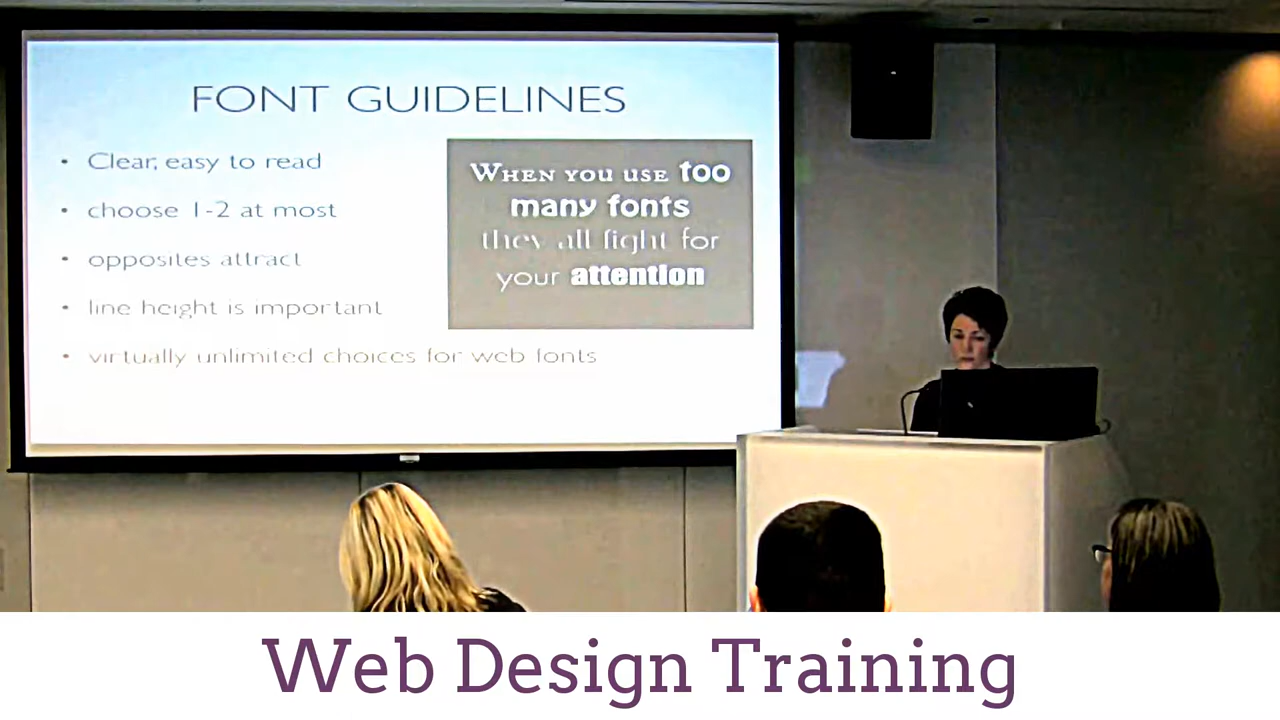 FONT GUIDELINES
• Clear, easy to read
• choose 1-2 at most
• opposites attract
• line height is important
• virtually unlimited choices for web fonts
WHEN YOU USE too
many fonts
they all fight for
your attention
Web Design Training